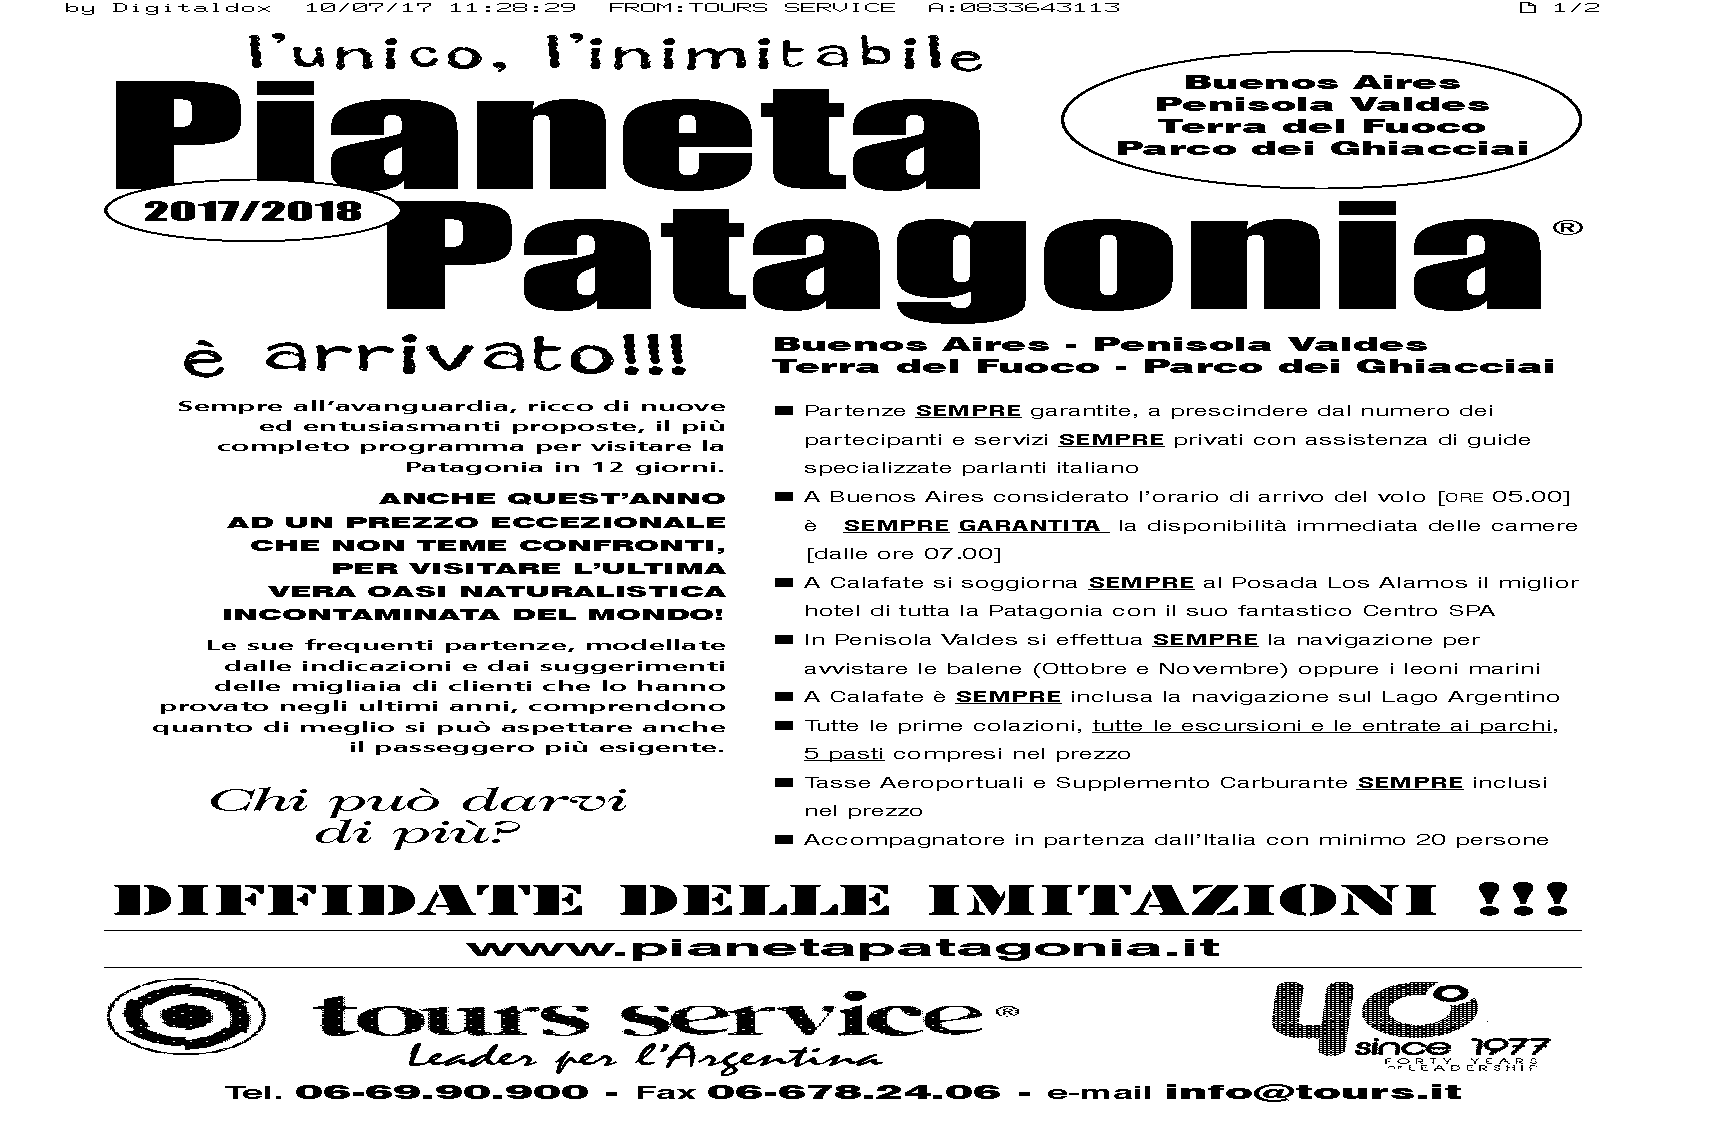 by Digitaldox 10/07/17 11:28:29 FROM:TOURS SERVICE A:0833643113 1/2
l'unico, l'inimitabile
Pianeta
Patagonia ®
2017/2018
Buenos Aires
Penisola Valdes
Terra del Fuoco
Parco dei Ghiacciai
è arrivato!!!
Sempre all'avanguardia, ricco di nuove
ed entusiasmanti proposte, il più
completo programma per visitare la
Patagonia in 12 giorni.
ANCHE QUEST'ANNO
AD UN PREZZO ECCEZIONALE
CHE NON TEME CONFRONTI,
PER VISITARE L'ULTIMA
VERA OASI NATURALISTICA
INCONTAMINATA DEL MONDO!
Le sue frequenti partenze, modellate
dalle indicazioni e dai suggerimenti
delle migliaia di clienti che lo hanno
provato negli ultimi anni, comprendono
quanto di meglio si può aspettare anche
il passeggero più esigente.
Chi può darvi
di più?
Buenos Aires - Penisola Valdes
Terra del Fuoco - Parco dei Ghiacciai
■ Partenze SEMPRE garantite, a prescindere dal numero dei
partecipanti e servizi SEMPRE privati con assistenza di guide
specializzate parlanti italiano
■ A Buenos Aires considerato l'orario di arrivo del volo [ORE 05.00]
è SEMPRE GARANTITA la disponibilità immediata delle camere
[dalle ore 07.00]
■ A Calafate si soggiorna SEMPRE al Posada Los Alamos il miglior
hotel di tutta la Patagonia con il suo fantastico Centro SPA
■ In Penisola Valdes si effettua SEMPRE la navigazione per
avvistare le balene (Ottobre e Novembre) oppure i leoni marini
■ A Calafate è SEMPRE inclusa la navigazione sul Lago Argentino
■ Tutte le prime colazioni, tutte le escursioni e le entrate ai parchi,
5 pasti compresi nel prezzo
■ Tasse Aeroportuali e Supplemento Carburante SEMPRE inclusi
nel prezzo
■ Accompagnatore in partenza dall'Italia con minimo 20 persone
DIFFIDATE DELLE IMITAZIONI !!!
www.pianetapatagonia.it
tours service ®
Leader per l'Argentina
40
since 1977
FORTY YEARS
OF LEADERSHIP
Tel. 06-69.90.900 - Fax 06-678.24.06 - e-mail info@tours.it